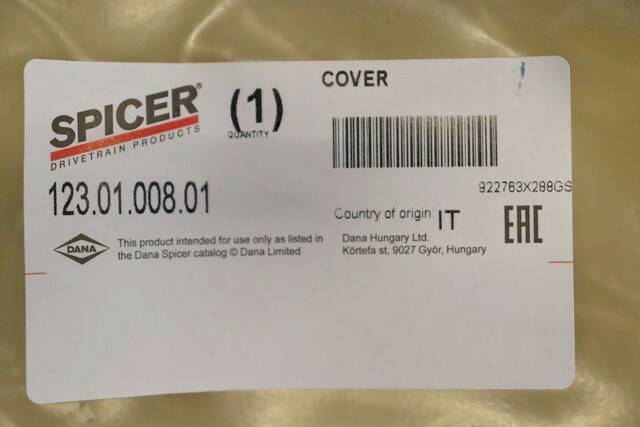 COVER
SPICER®
DRIVETRAIN PRODUCTS
(1)
QUANTITY
123.01.008.01
922763X288GS
Country of origin: IT
EAC
DANA
This product intended for use only as listed in
the Dana Spicer catalog © Dana Limited
Dana Hungary Ltd.
Körtefa st, 9027 Győr, Hungary